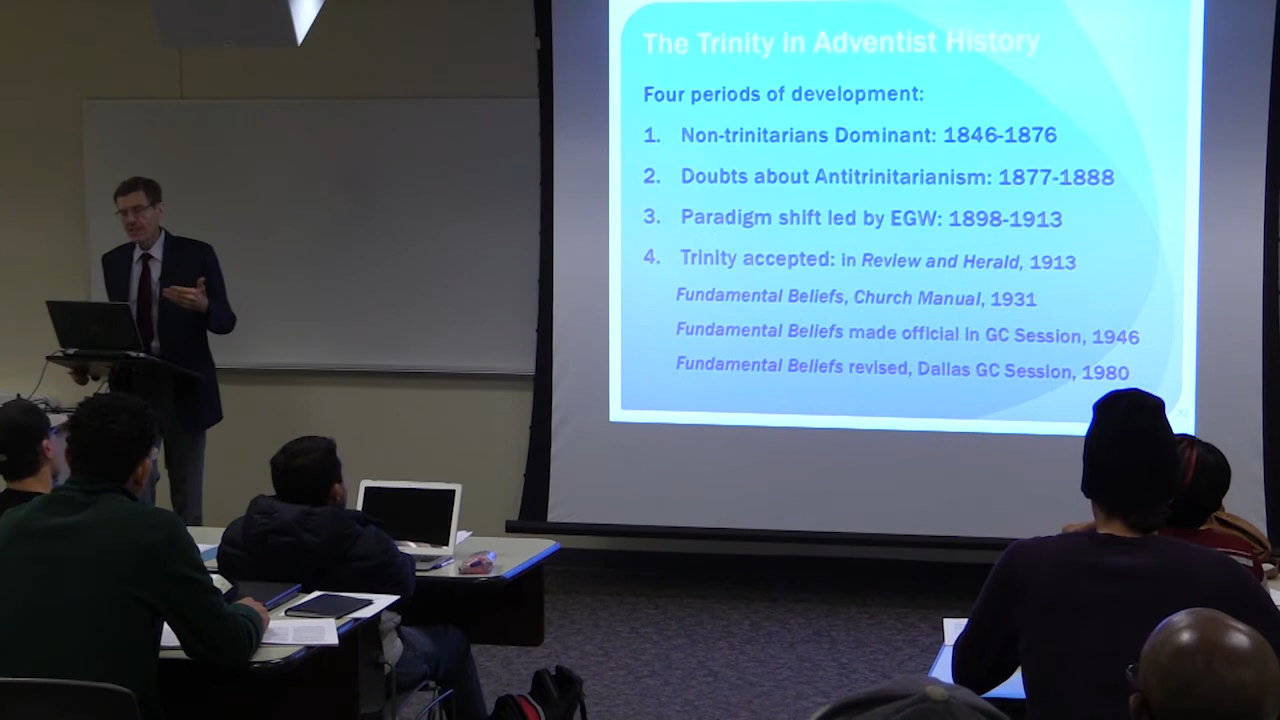 The Trinity in Adventist History
Four periods of development:
1. Non-trinitarians Dominant: 1846-1876
2. Doubts about Antitrinitarianism: 1877-1888
3. Paradigm shift led by EGW: 1898-1913
4. Trinity accepted: in Review and Herald, 1913
Fundamental Beliefs, Church Manual, 1931
Fundamental Beliefs made official in GC Session, 1946
Fundamental Beliefs revised, Dallas GC Session, 1980